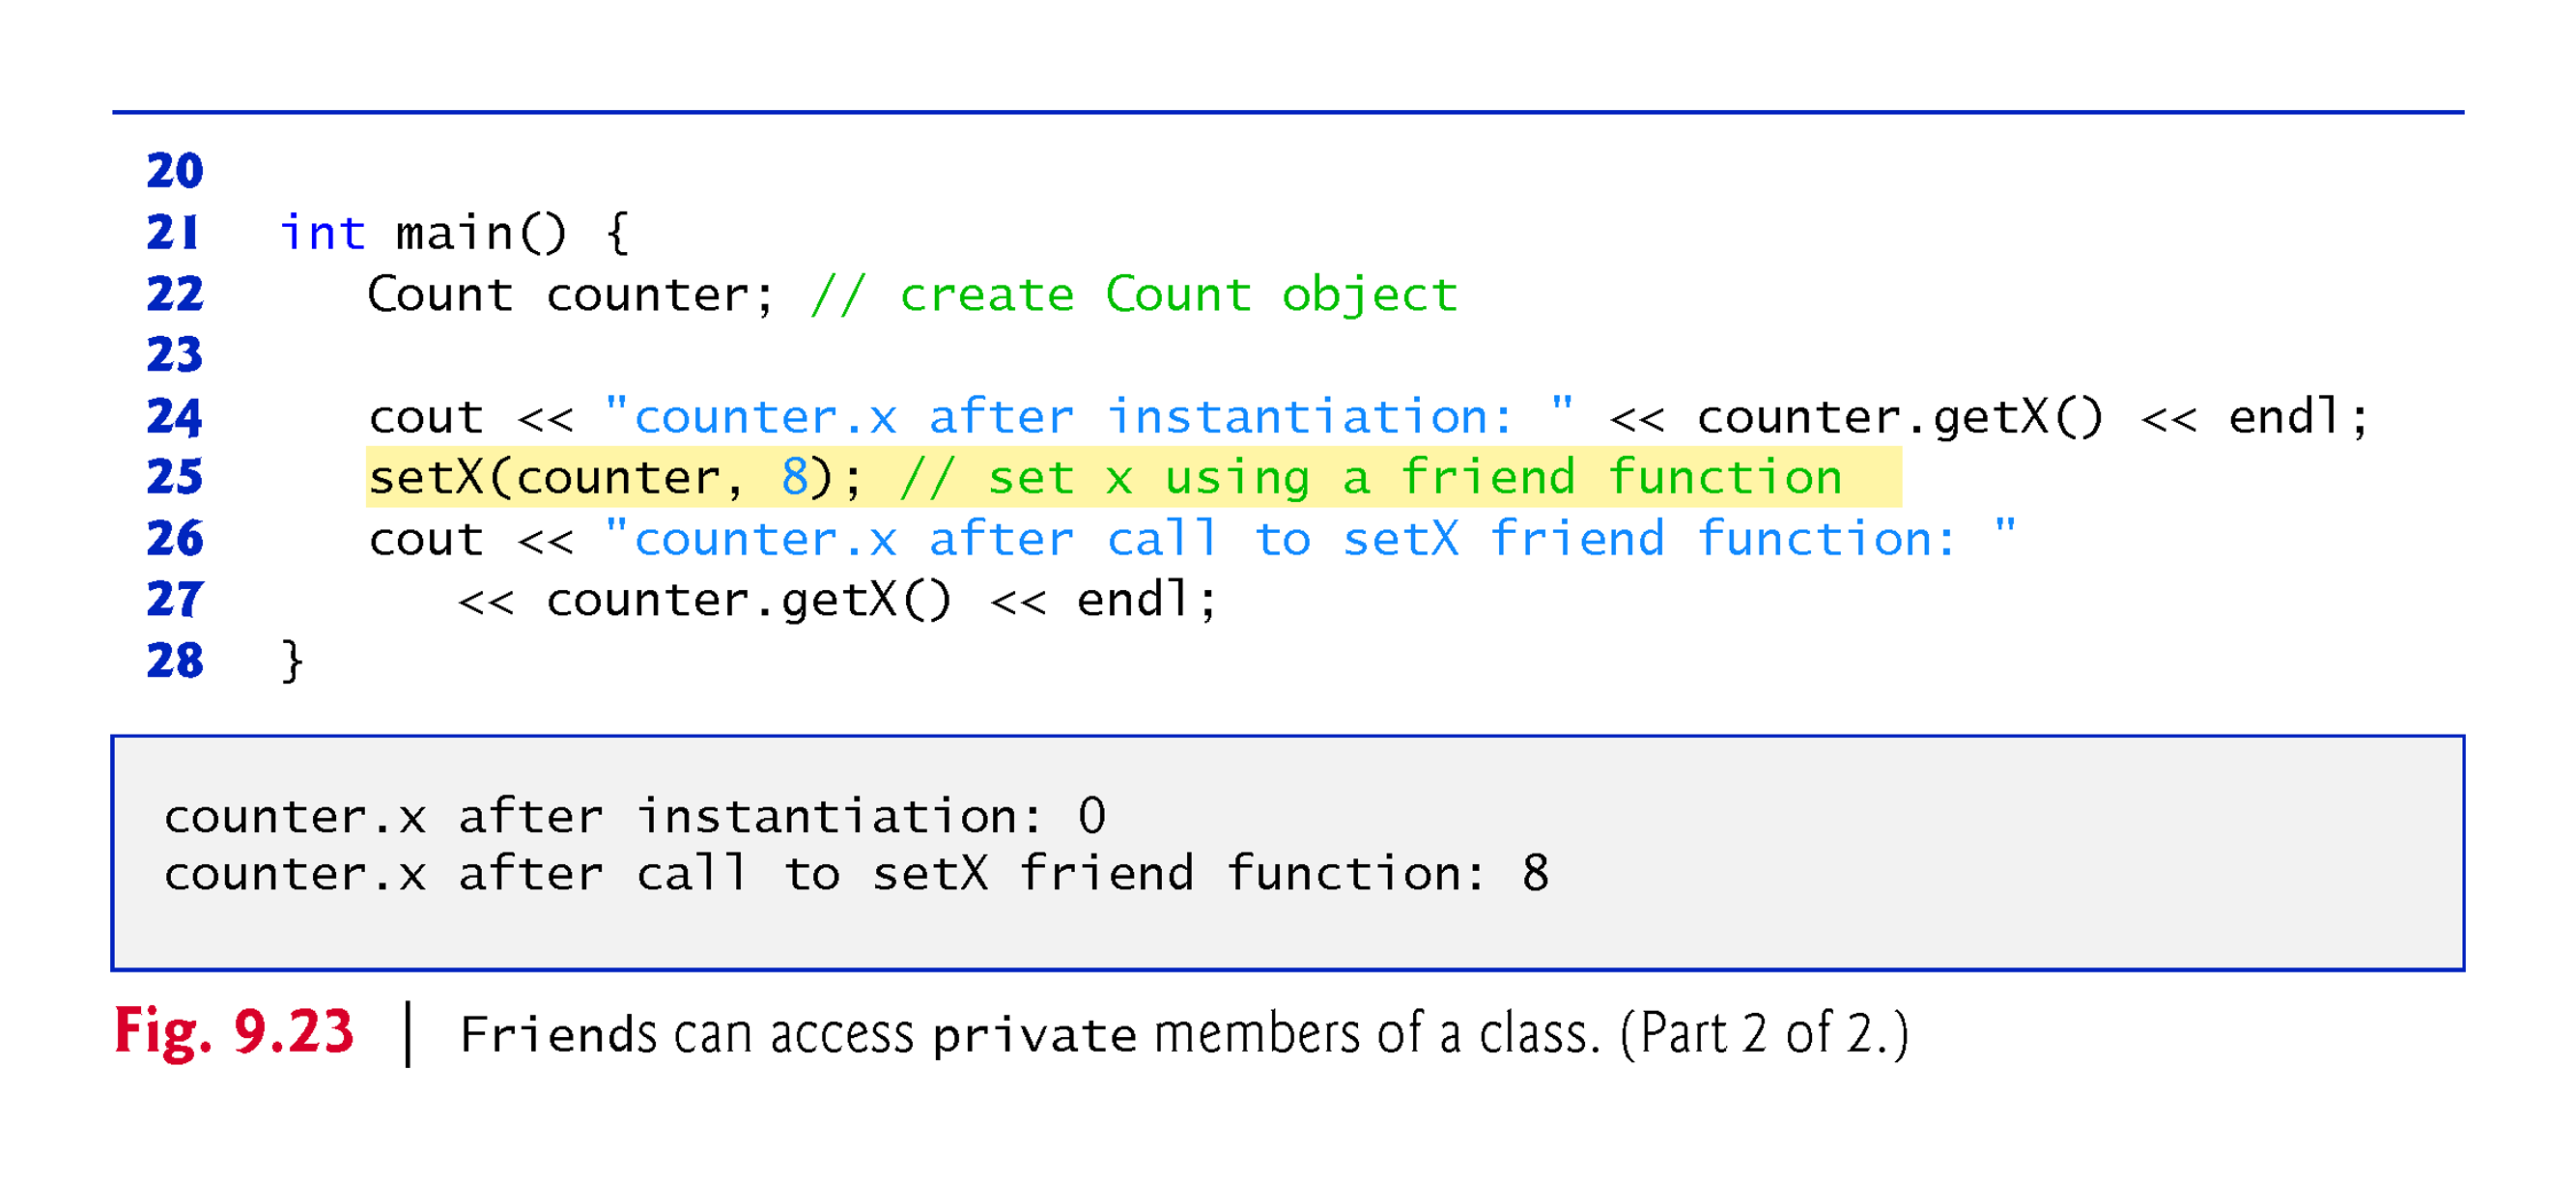 20
21 int main() {
22 Count counter; // create Count object
23
24 cout << "counter.x after instantiation: " << counter.getX() << endl;
25 setX(counter, 8); // set x using a friend function
26 cout << "counter.x after call to setX friend function: "
27 << counter.getX() << endl;
28 }
counter.x after instantiation: 0
counter.x after call to setX friend function: 8
Fig. 9.23 | Friends can access private members of a class. (Part 2 of 2.)